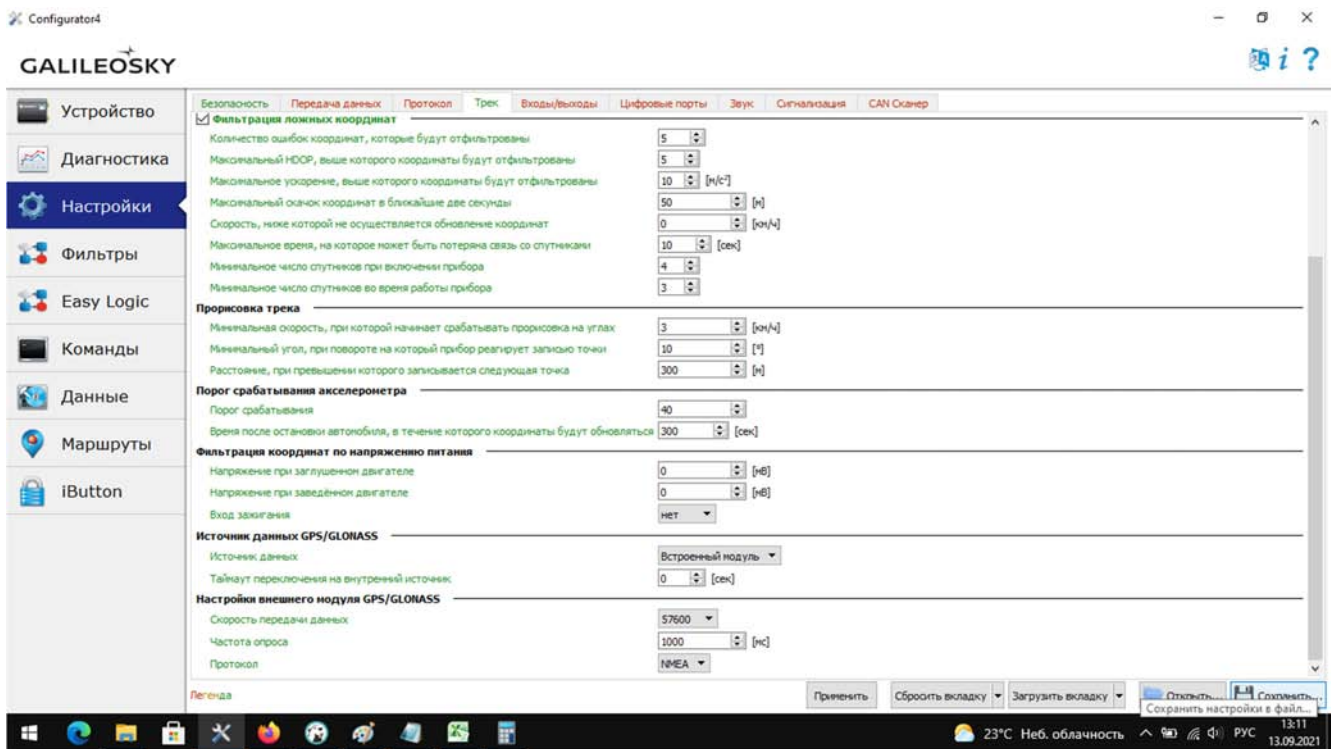 Configurator4
GALILEOSKY
Устройство
Диагностика
Настройки
Фильтры
Easy Logic
Команды
Данные
Маршруты
iButton
Безопасность Передача данных Протокол Трек Входы/выходы Цифровые порты Звук Сигнализация CAN Сканер
Фильтрация ложных координат
Количество ошибок координат, которые будут отфильтрованы 5
Максимальный HDOP, выше которого координаты будут отфильтрованы 5
Максимальное ускорение, выше которого координаты будут отфильтрованы 10 [м/с²]
Максимальный скачок координат в ближайшие две секунды 50 [м]
Скорость, ниже которой не осуществляется обновление координат 0 [км/ч]
Максимальное время, на которое может быть потеряна связь со спутниками 10 [сек]
Минимальное число спутников при включении прибора 4
Минимальное число спутников во время работы прибора 3
Прорисовка трека
Минимальная скорость, при которой начинает срабатывать прорисовка на углах 3 [км/ч]
Минимальный угол, при повороте на который прибор реагирует записью точки 10 [°]
Расстояние, при превышении которого записывается следующая точка 300 [м]
Порог срабатывания акселерометра
Порог срабатывания 40
Время после остановки автомобиля, в течение которого координаты будут обновляться 300 [сек]
Фильтрация координат по напряжению питания
Напряжение при заглушенном двигателе 0 [мВ]
Напряжение при заведённом двигателе 0 [мВ]
Вход зажигания нет
Источник данных GPS/GLONASS
Источник данных Встроенный модуль
Таймаут переключения на внутренний источник 0 [сек]
Настройки внешнего модуля GPS/GLONASS
Скорость передачи данных 57600
Частота опроса 1000 [мс]
Протокол NMEA
Легенда Применить Сбросить вкладку Загрузить вкладку Открыть... Сохранить...
Сохранить настройки в файл...
23°C Неб. облачность РУС 13:11
13.09.2021